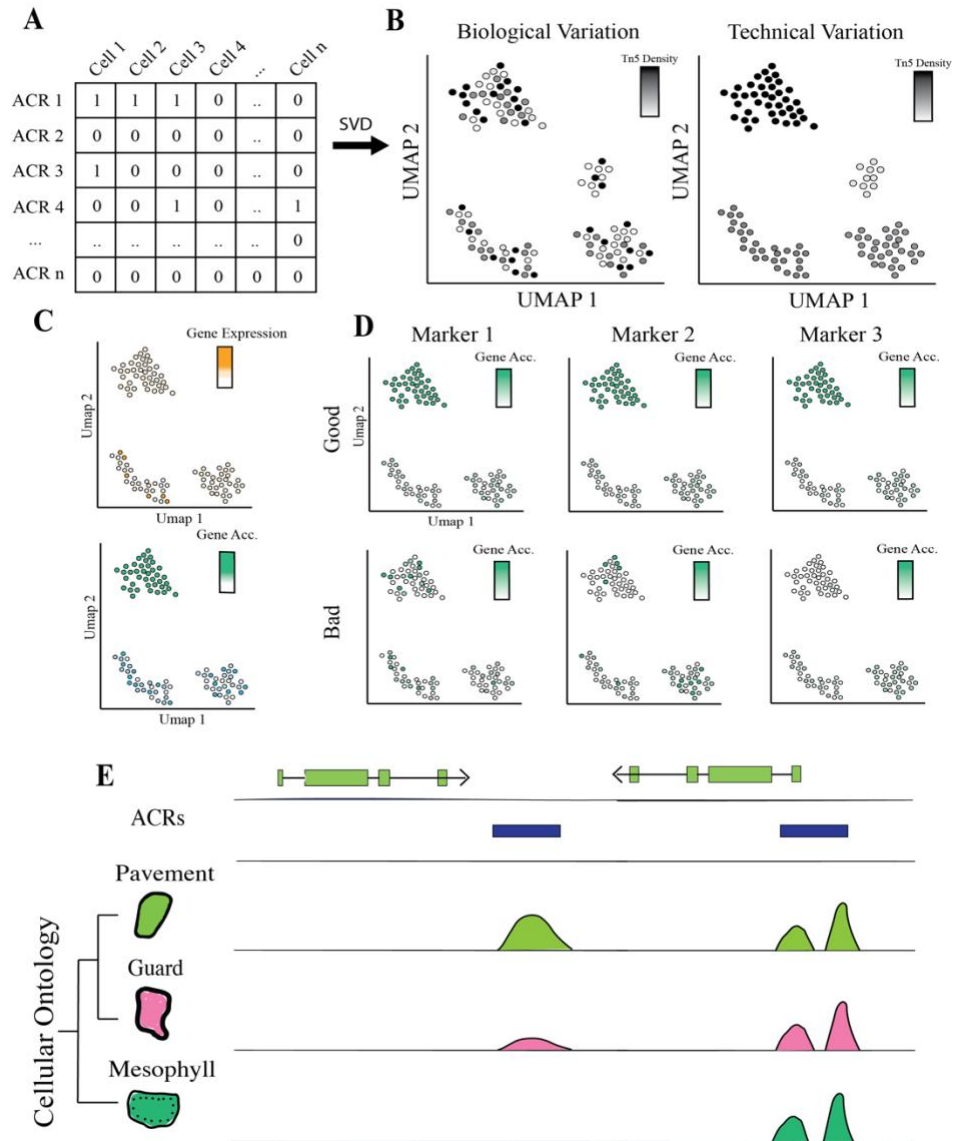 A
Cell 1 Cell 2 Cell 3 Cell 4 ... Cell n
ACR 1 1 1 1 0 .. 0
ACR 2 0 0 0 0 .. 0
ACR 3 1 0 0 0 .. 0
ACR 4 0 0 1 0 .. 1
... .. .. .. .. .. 0
ACR n 0 0 0 0 0 0
SVD
B
Biological Variation
Tn5 Density
UMAP 2
UMAP 1
Technical Variation
Tn5 Density
UMAP 2
UMAP 1
C
Gene Expression
Umap 2
Umap 1
Gene Acc.
Umap 2
Umap 1
D
Marker 1 Marker 2 Marker 3
Gene Acc. Gene Acc. Gene Acc.
Good
Umap 2
Umap 1
Gene Acc. Gene Acc. Gene Acc.
Bad
E
ACRs
Cellular Ontology
Pavement
Guard
Mesophyll